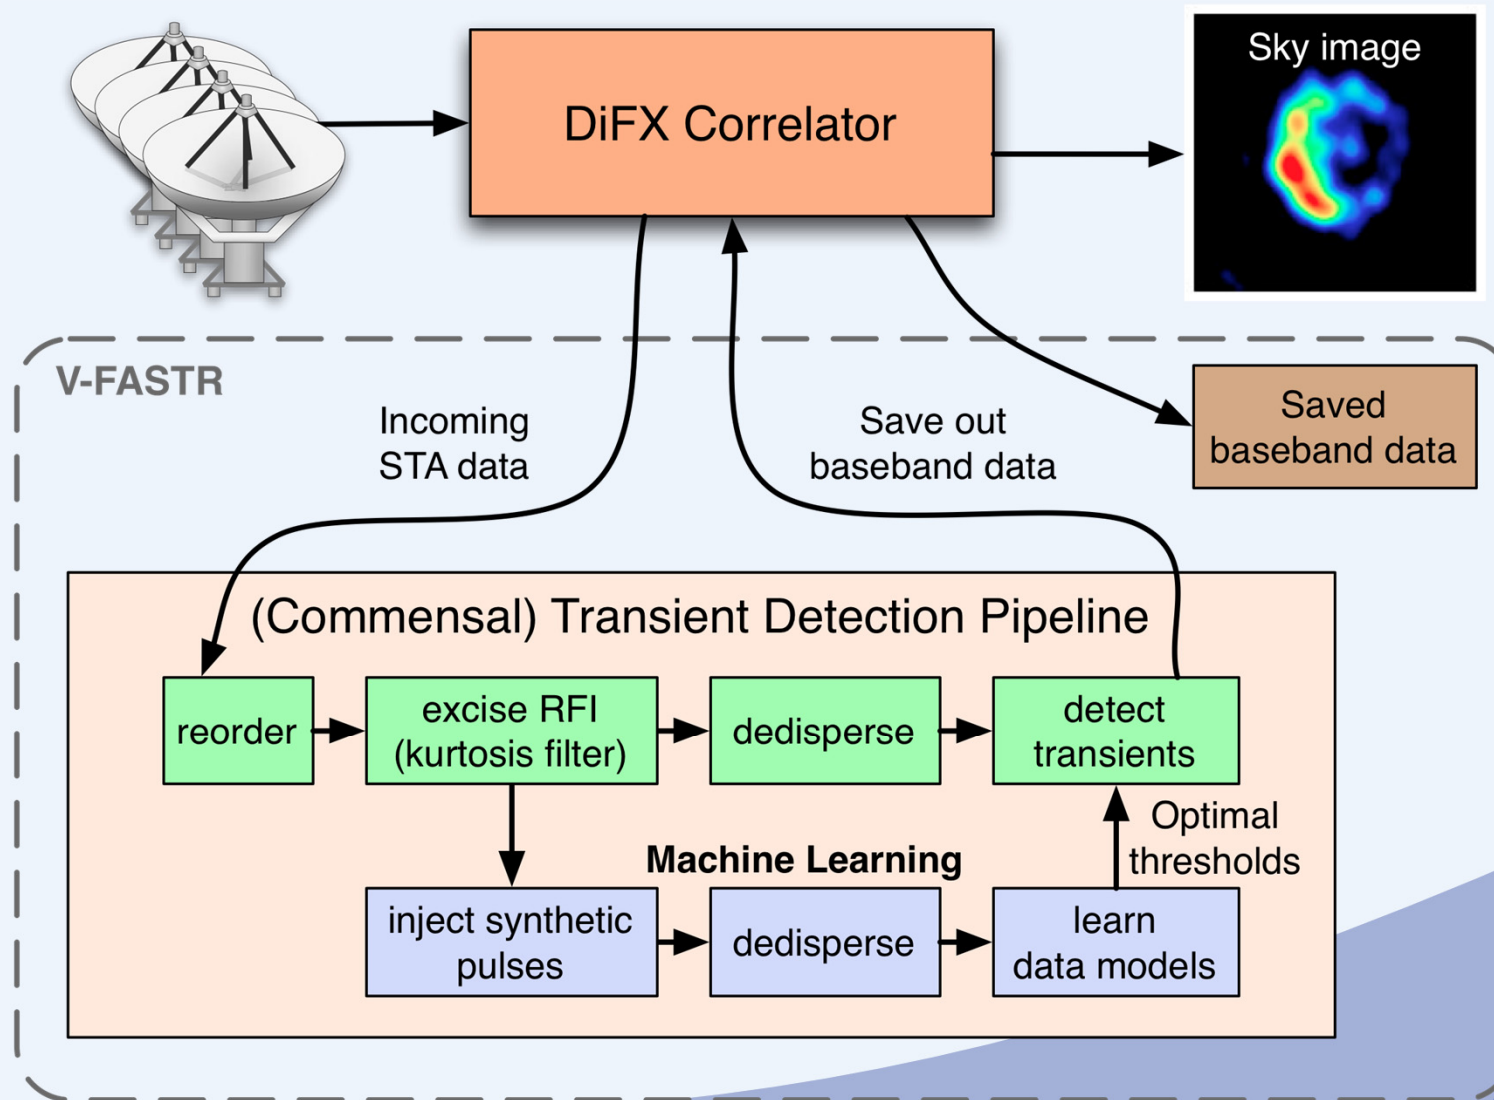 DiFX Correlator
Sky image
V-FASTR
Incoming
STA data
Save out
baseband data
Saved
baseband data
(Commensal) Transient Detection Pipeline
reorder
excise RFI
(kurtosis filter)
dedisperse
detect
transients
Optimal
thresholds
Machine Learning
inject synthetic
pulses
dedisperse
learn
data models